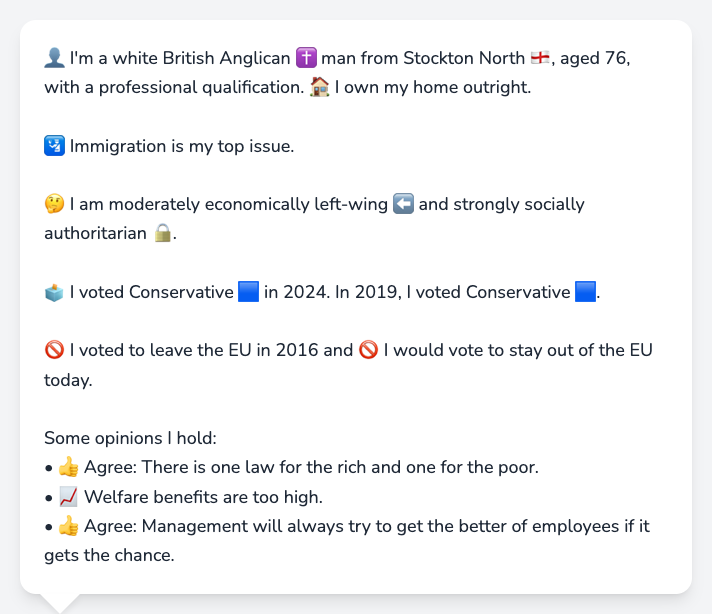 👤 I'm a white British Anglican ✝️ man from Stockton North 🏴󠁧󠁢󠁥󠁮󠁧󠁿, aged 76,
with a professional qualification. 🏠 I own my home outright.
🛂 Immigration is my top issue.
🤔 I am moderately economically left-wing ⬅️ and strongly socially
authoritarian 🔒.
🗳️ I voted Conservative 🟦 in 2024. In 2019, I voted Conservative 🟦.
🚫 I voted to leave the EU in 2016 and 🚫 I would vote to stay out of the EU
today.
Some opinions I hold:
• 👍 Agree: There is one law for the rich and one for the poor.
• 📈 Welfare benefits are too high.
• 👍 Agree: Management will always try to get the better of employees if it
gets the chance.